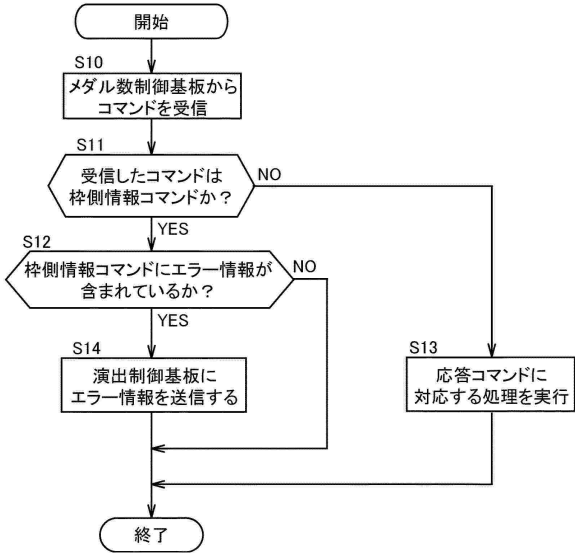 開始
S10
メダル数制御基板から
コマンドを受信
S11
受信したコマンドは
枠側情報コマンドか？
NO
YES
S12
枠側情報コマンドにエラー情報が
含まれているか？
NO
YES
S14
演出制御基板に
エラー情報を送信する
S13
応答コマンドに
対応する処理を実行
終了